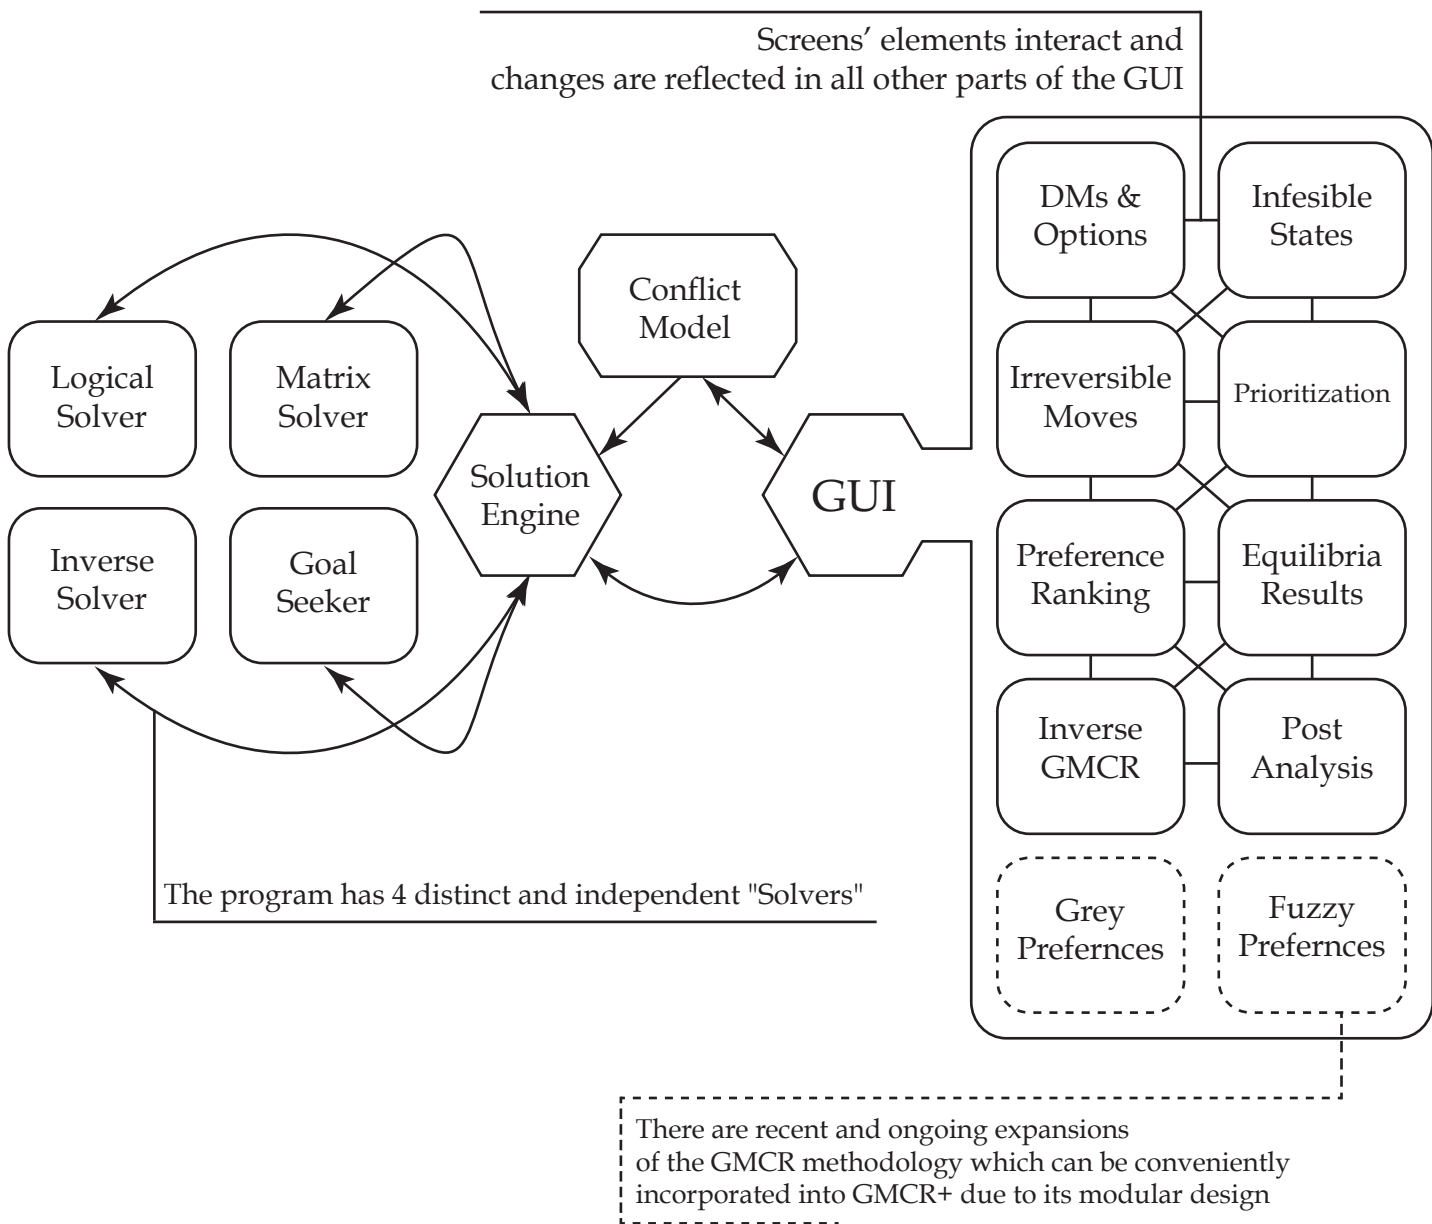 Screens’ elements interact and
changes are reflected in all other parts of the GUI
DMs &
Options
Infesible
States
Conflict
Model
Logical
Solver
Matrix
Solver
Irreversible
Moves
Prioritization
Solution
Engine
GUI
Inverse
Solver
Goal
Seeker
Preference
Ranking
Equilibria
Results
Inverse
GMCR
Post
Analysis
The program has 4 distinct and independent "Solvers"
Grey
Prefernces
Fuzzy
Prefernces
There are recent and ongoing expansions
of the GMCR methodology which can be conveniently
incorporated into GMCR+ due to its modular design